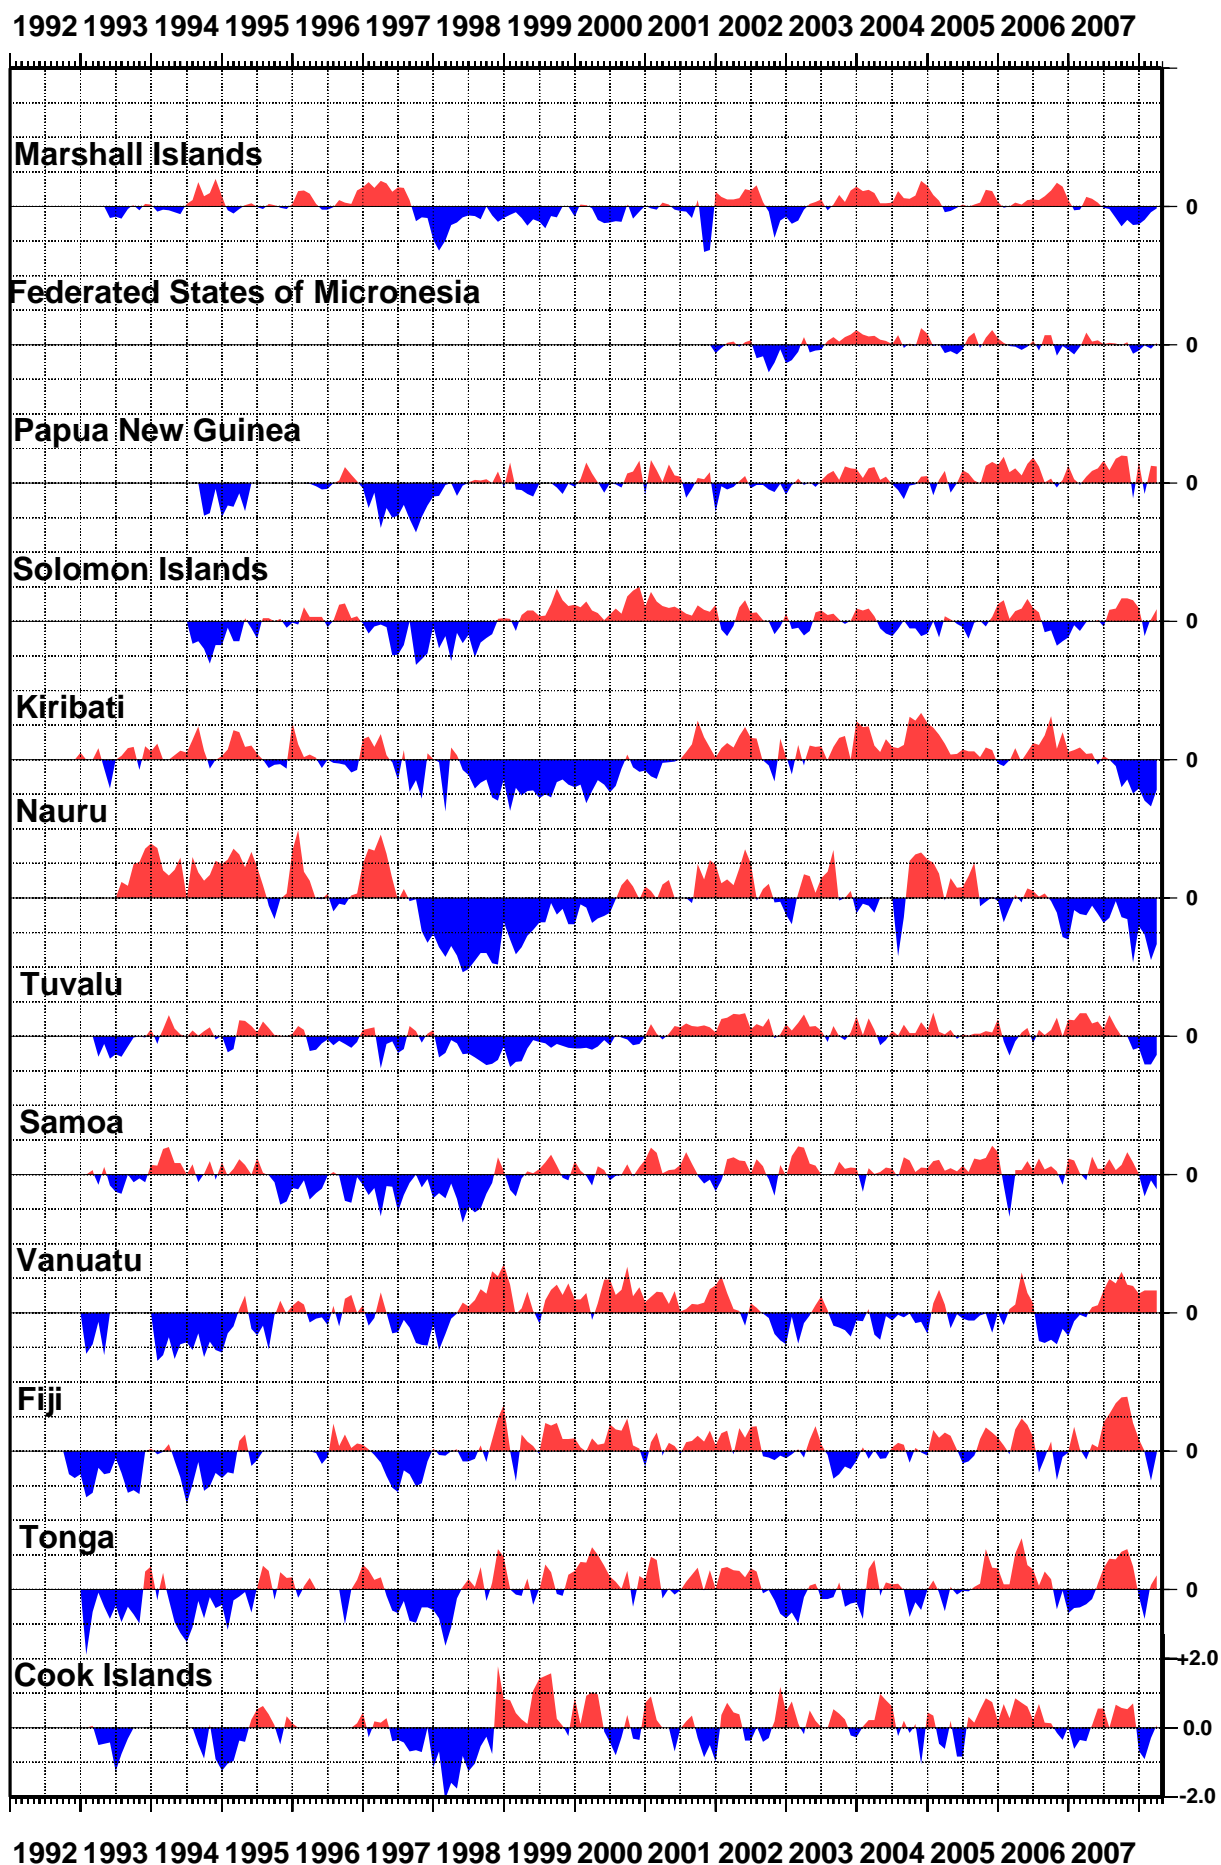 1992 1993 1994 1995 1996 1997 1998 1999 2000 2001 2002 2003 2004 2005 2006 2007
Marshall Islands
0
Federated States of Micronesia
0
Papua New Guinea
0
Solomon Islands
0
Kiribati
0
Nauru
0
Tuvalu
0
Samoa
0
Vanuatu
0
Fiji
0
Tonga
0
+2.0
Cook Islands
0.0
-2.0
1992 1993 1994 1995 1996 1997 1998 1999 2000 2001 2002 2003 2004 2005 2006 2007